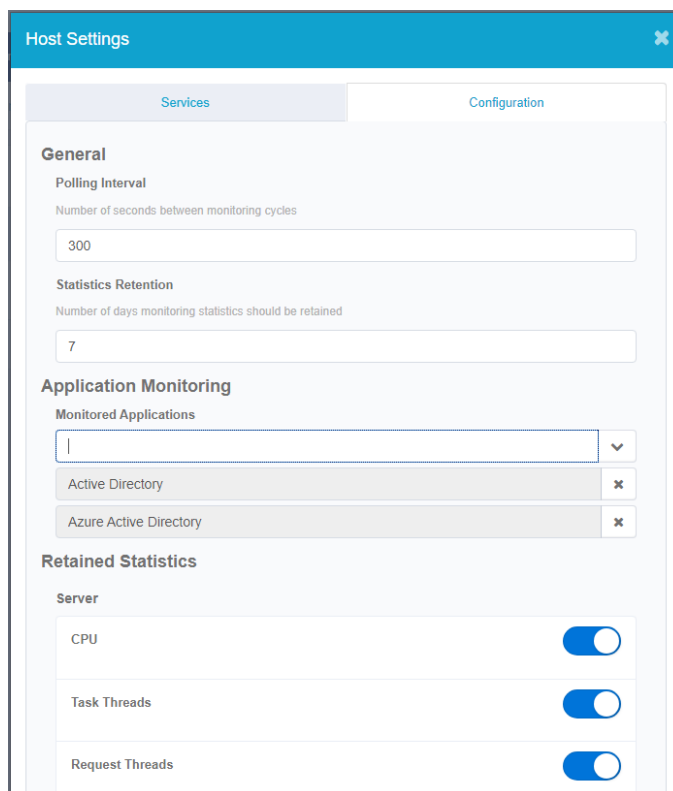 Host Settings
Services
Configuration
General
Polling Interval
Number of seconds between monitoring cycles
300
Statistics Retention
Number of days monitoring statistics should be retained
7
Application Monitoring
Monitored Applications
Active Directory
Azure Active Directory
Retained Statistics
Server
CPU
Task Threads
Request Threads